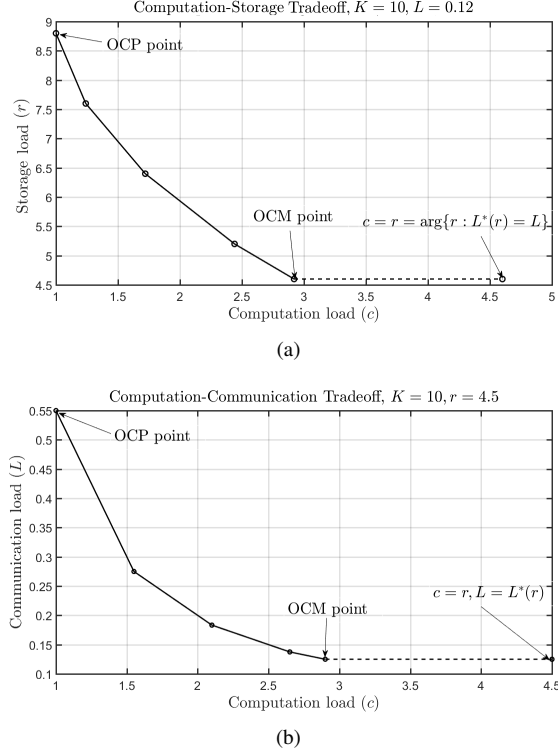 Computation-Storage Tradeoff, K = 10, L = 0.12
9
8.5
8
7.5
7
6.5
6
5.5
5
4.5
Storage load (r)
OCP point
OCM point
c = r = arg{r : L*(r) = L}
1 1.5 2 2.5 3 3.5 4 4.5 5
Computation load (c)
(a)
Computation-Communication Tradeoff, K = 10, r = 4.5
0.55
0.5
0.45
0.4
0.35
0.3
0.25
0.2
0.15
0.1
Communication load (L)
OCP point
c = r, L = L*(r)
OCM point
1 1.5 2 2.5 3 3.5 4 4.5
Computation load (c)
(b)